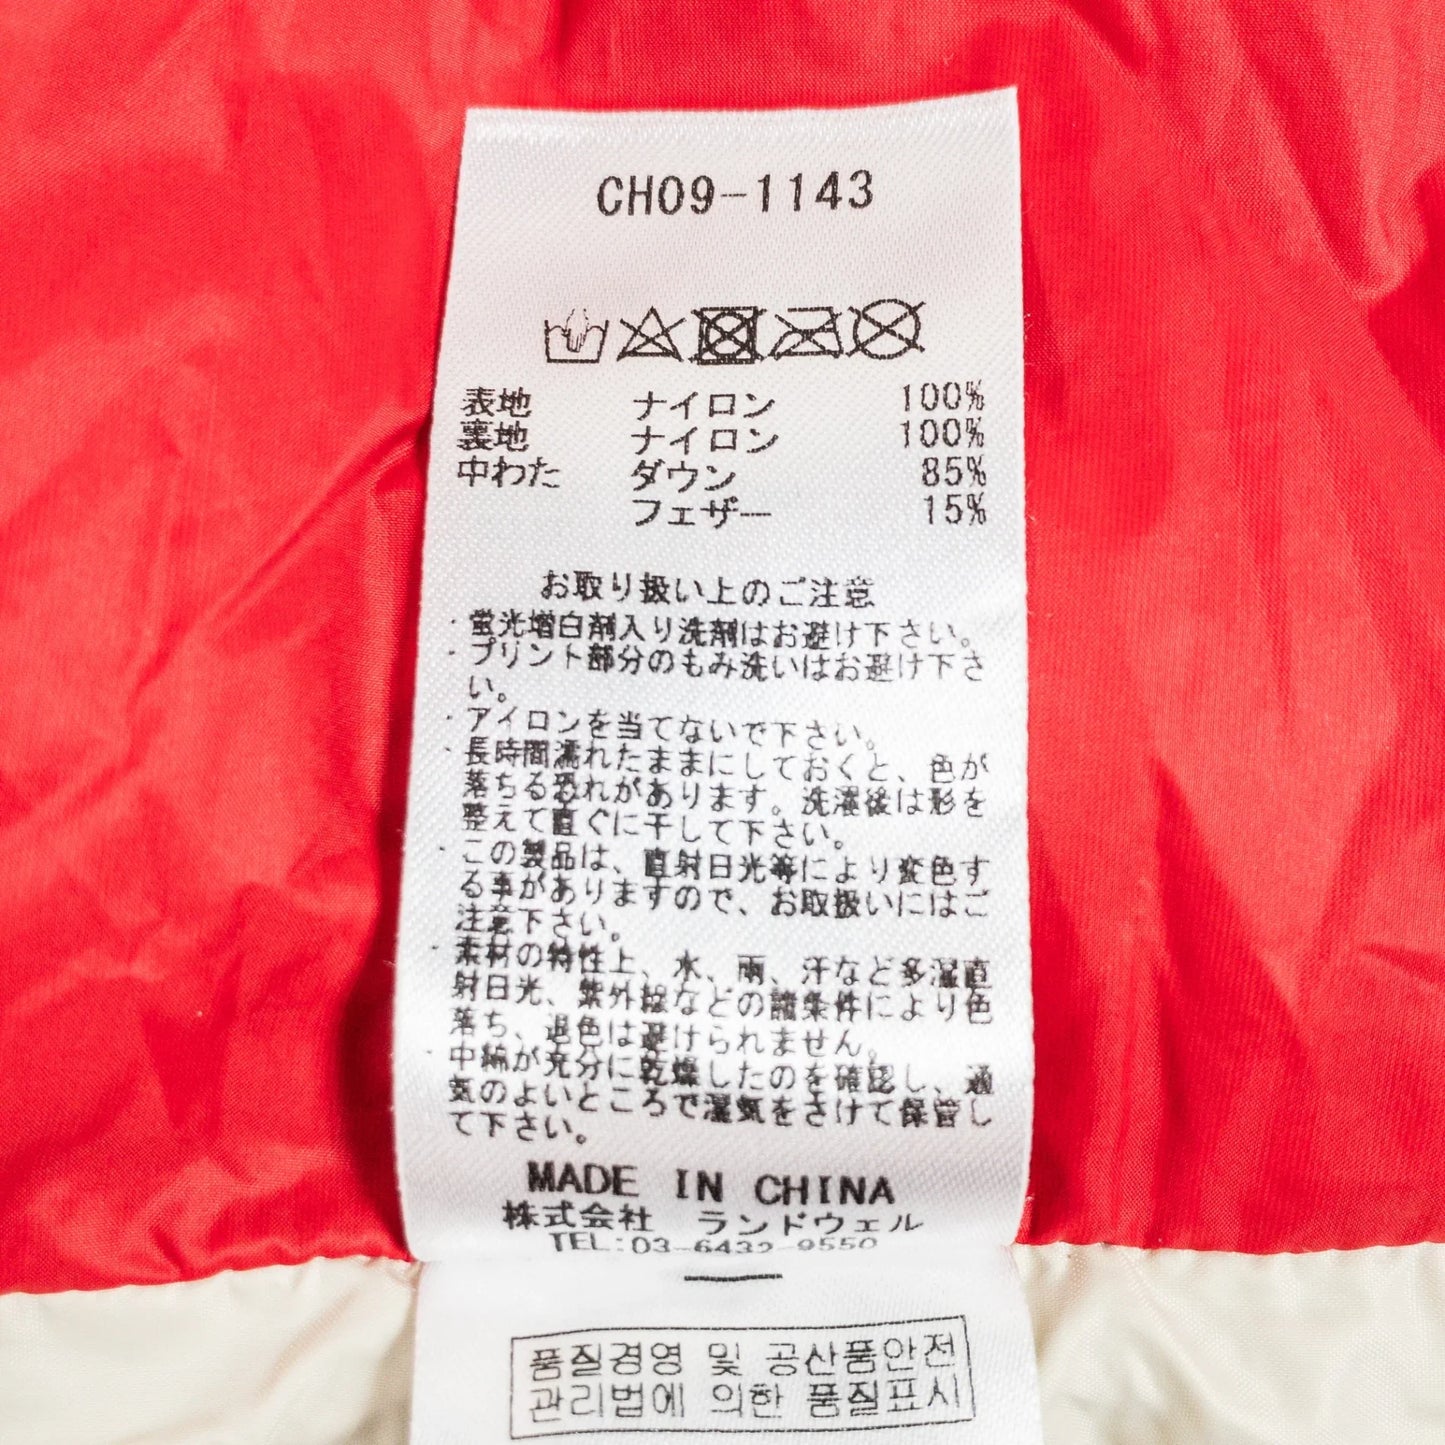 CH09-1143
表地 ナイロン 100%
裏地 ナイロン 100%
中わた ダウン 85%
フェザー 15%
お取り扱い上のご注意
・蛍光増白剤入り洗剤はお避け下さい。
・プリント部分のもみ洗いはお避け下さ
い。
・アイロンを当てないで下さい。
・長時間濡れたままにしておくと、色が
落ちる恐れがあります。洗濯後は形を
整えて直ぐに干して下さい。
・この製品は、直射日光等により変色す
る事がありますので、お取扱いにはご
注意下さい。
・素材の特性上、水、雨、汗など多湿直
射日光、紫外線などの諸条件により色
落ち、退色は避けられません。
・中綿が充分に乾燥したのを確認し、通
気のよいところで湿気をさけて保管し
て下さい。
MADE IN CHINA
株式会社 ランドウェル
TEL:03-6432-9550
품질경영 및 공산품안전
관리법에 의한 품질표시